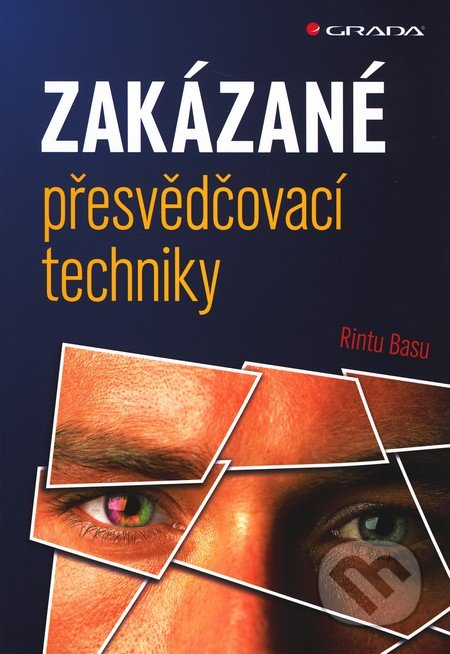 GRADA
ZAKÁZANÉ
přesvědčovací
techniky
Rintu Basu